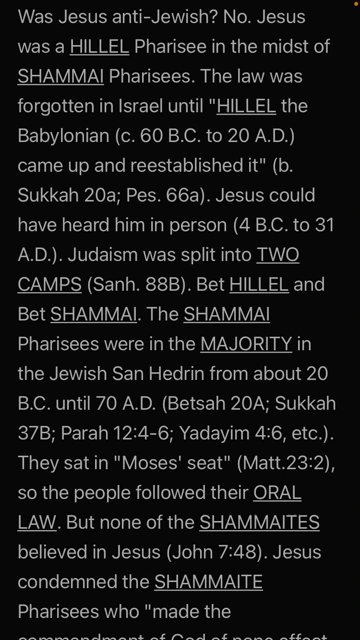 Was Jesus anti-Jewish? No. Jesus
was a HILLEL Pharisee in the midst of
SHAMMAI Pharisees. The law was
forgotten in Israel until "HILLEL the
Babylonian (c. 60 B.C. to 20 A.D.)
came up and reestablished it" (b.
Sukkah 20a; Pes. 66a). Jesus could
have heard him in person (4 B.C. to 31
A.D.). Judaism was split into TWO
CAMPS (Sanh. 88B). Bet HILLEL and
Bet SHAMMAI. The SHAMMAI
Pharisees were in the MAJORITY in
the Jewish San Hedrin from about 20
B.C. until 70 A.D. (Betsah 20A; Sukkah
37B; Parah 12:4-6; Yadayim 4:6, etc.).
They sat in "Moses' seat" (Matt.23:2),
so the people followed their ORAL
LAW. But none of the SHAMMAITES
believed in Jesus (John 7:48). Jesus
condemned the SHAMMAITE
Pharisees who "made the
commandment of God of none effect